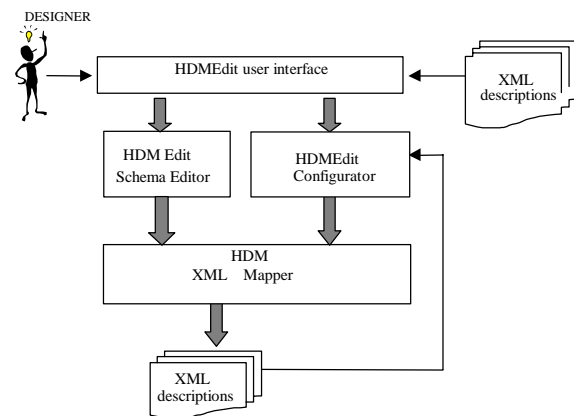 DESIGNER
HDMEdit user interface
XML
descriptions
HDM Edit
Schema Editor
HDMEdit
Configurator
HDM
XML Mapper
XML
descriptions